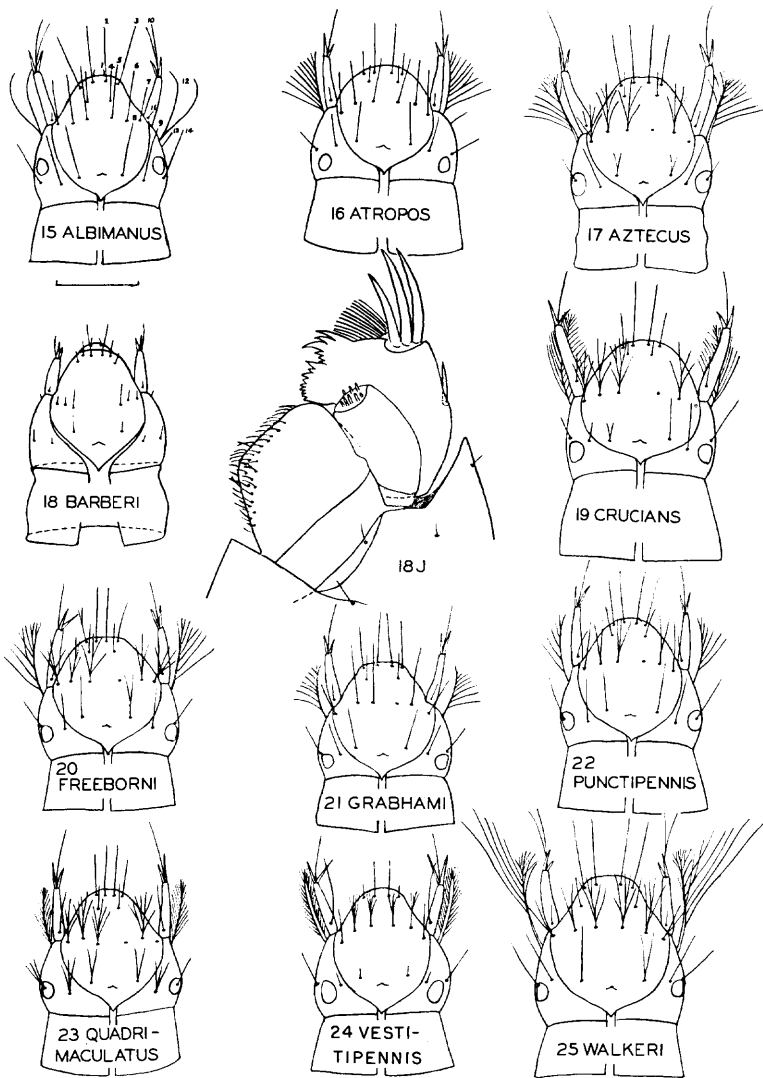 2 3 10
1 4 5 6 7 12
8 11 9 13 14
15 ALBIMANUS
16 ATROPOS
17 AZTECUS
18 BARBERI
18J
19 CRUCIANS
20
FREEBORNI
21 GRABHAMI
22
PUNCTIPENNIS
23 QUADRI-
MACULATUS
24 VESTI-
TIPENNIS
25 WALKERI